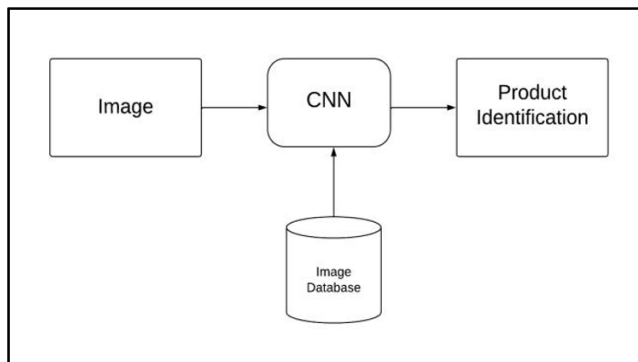 Image
CNN
Product
Identification
Image
Database